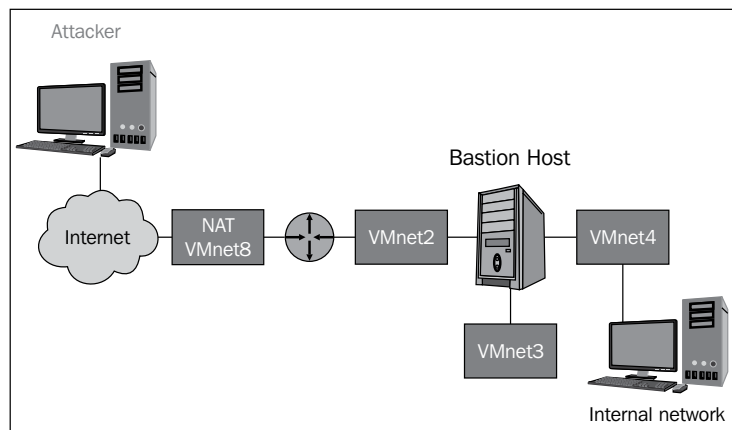 Attacker
Bastion Host
Internet
NAT
VMnet8
VMnet2
VMnet4
VMnet3
Internal network